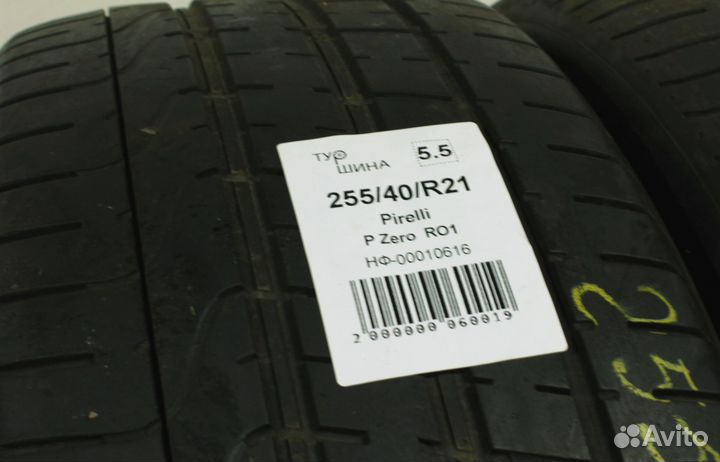 ТУР
ШИНА
5.5
255/40/R21
Pirelli
P Zero RO1
НФ-00010616
2 000000 060019
Avito